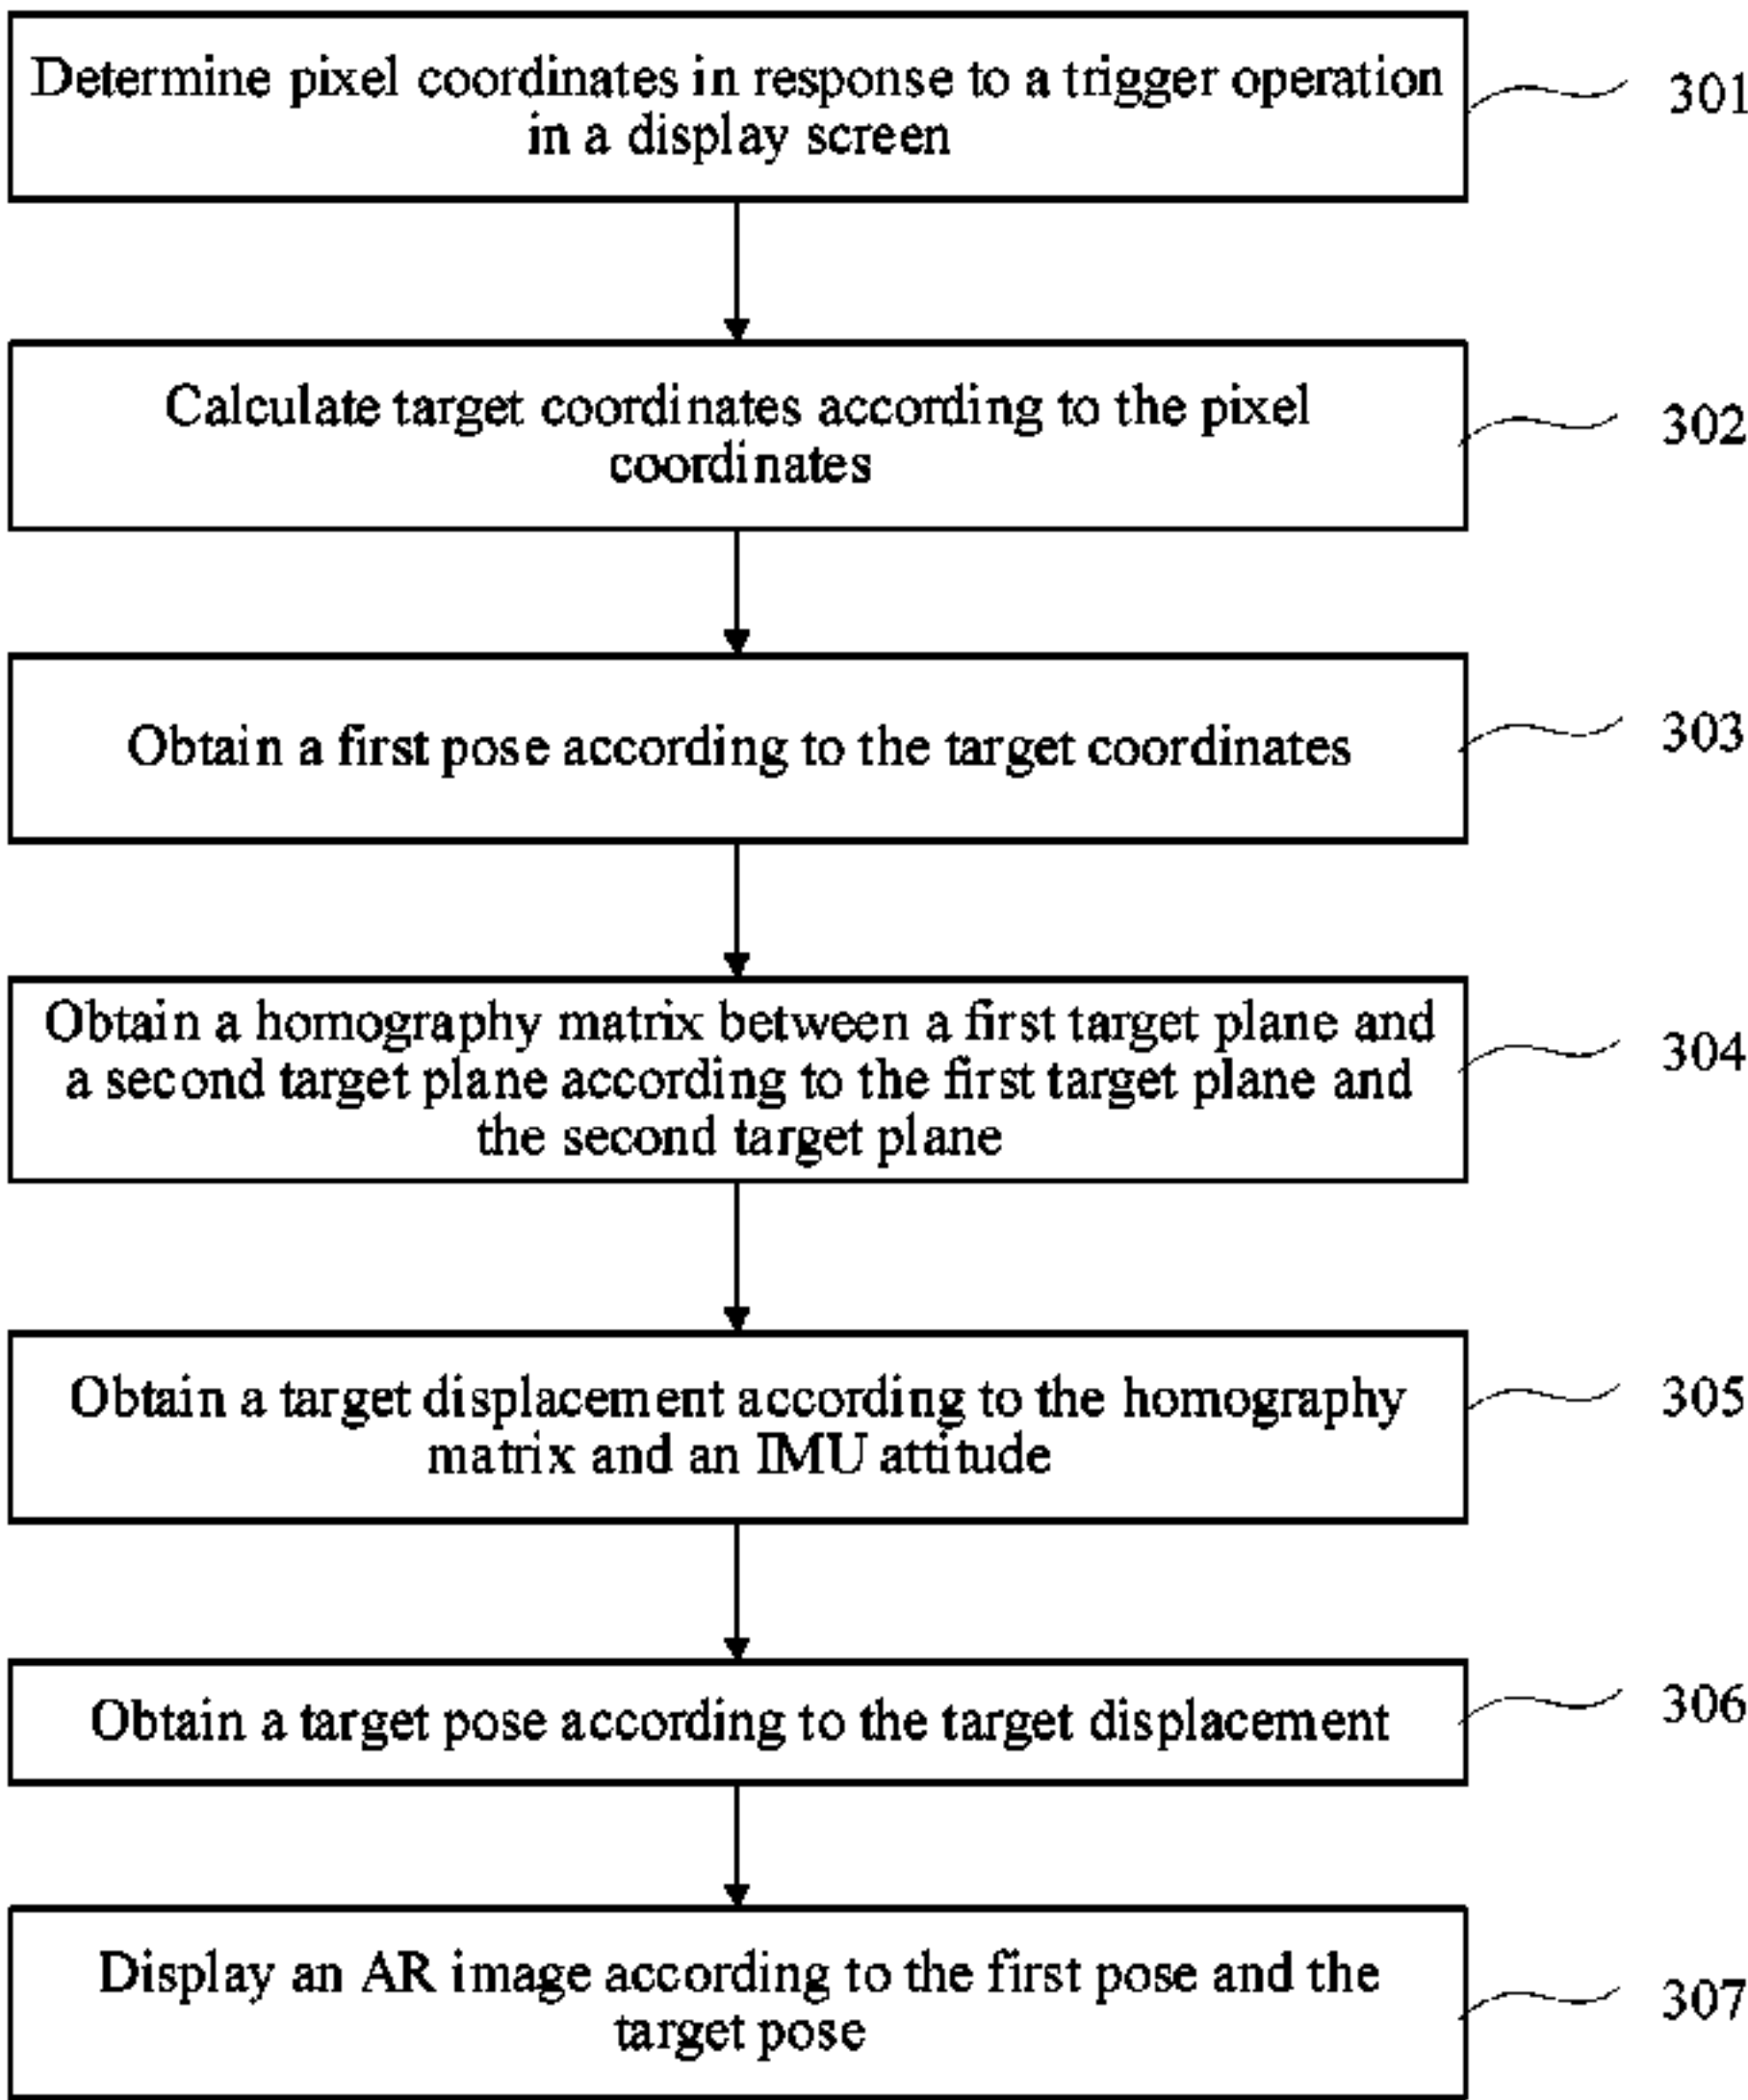 Determine pixel coordinates in response to a trigger operation
in a display screen
301
Calculate target coordinates according to the pixel
coordinates
302
Obtain a first pose according to the target coordinates
303
Obtain a homography matrix between a first target plane and
a second target plane according to the first target plane and
the second target plane
304
Obtain a target displacement according to the homography
matrix and an IMU attitude
305
Obtain a target pose according to the target displacement
306
Display an AR image according to the first pose and the
target pose
307